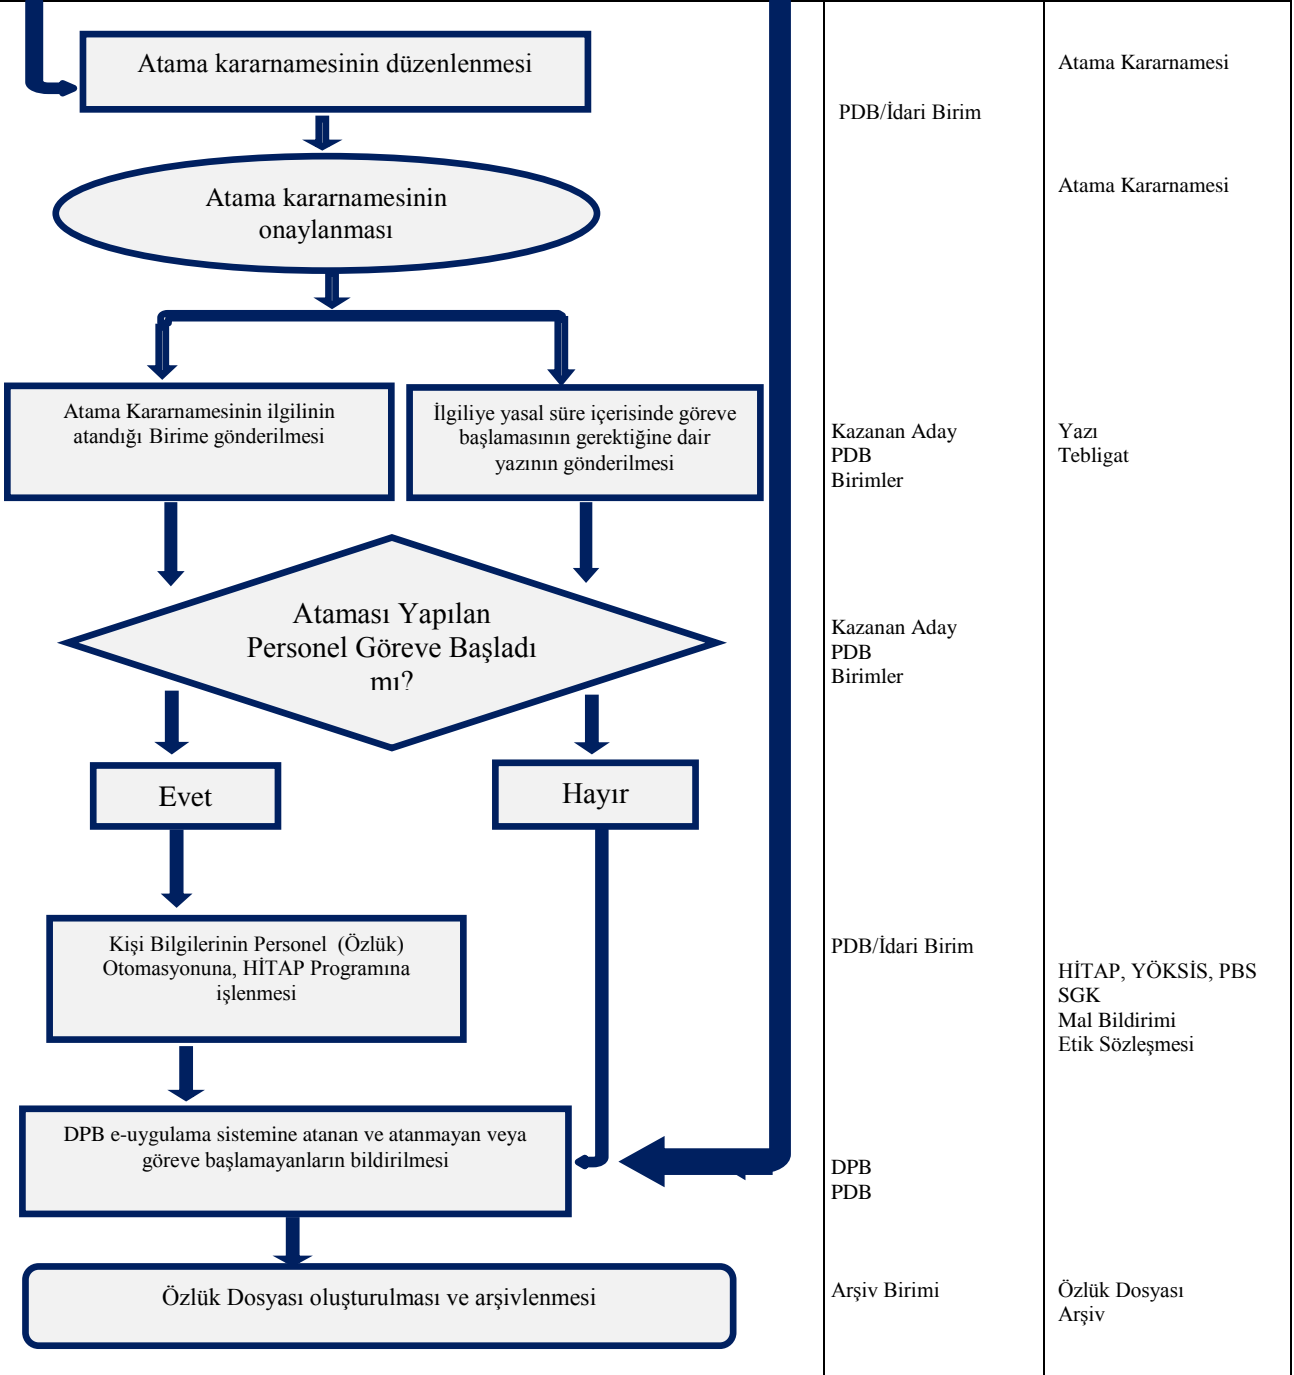 Atama kararnamesinin düzenlenmesi
Atama Kararnamesi
PDB/İdari Birim
Atama kararnamesinin
onaylanması
Atama Kararnamesi
Atama Kararnamesinin ilgilinin
atandığı Birime gönderilmesi
İlgiliye yasal süre içerisinde göreve
başlamasının gerektiğine dair
yazının gönderilmesi
Kazanan Aday
PDB
Birimler
Yazı
Tebligat
Ataması Yapılan
Personel Göreve Başladı
mı?
Kazanan Aday
PDB
Birimler
Evet
Hayır
Kişi Bilgilerinin Personel (Özlük)
Otomasyonuna, HİTAP Programına
işlenmesi
PDB/İdari Birim
HİTAP, YÖKSİS, PBS
SGK
Mal Bildirimi
Etik Sözleşmesi
DPB e-uygulama sistemine atanan ve atanmayan veya
göreve başlamayanların bildirilmesi
DPB
PDB
Özlük Dosyası oluşturulması ve arşivlenmesi
Arşiv Birimi
Özlük Dosyası
Arşiv